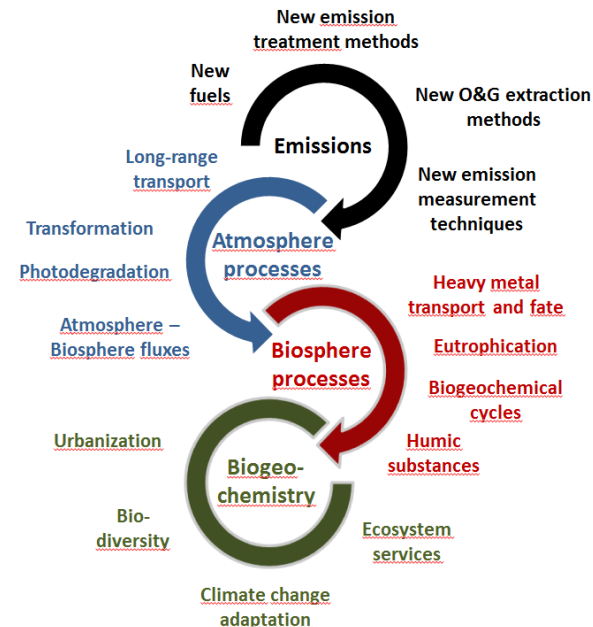 New emission
treatment methods
New
fuels
New O&G extraction
methods
Emissions
New emission
measurement
techniques
Long-range
transport
Transformation
Atmosphere
processes
Photodegradation
Atmosphere –
Biosphere fluxes
Heavy metal
transport and fate
Biosphere
processes
Eutrophication
Biogeochemical
cycles
Humic
substances
Urbanization
Biogeo-
chemistry
Bio-
diversity
Ecosystem
services
Climate change
adaptation